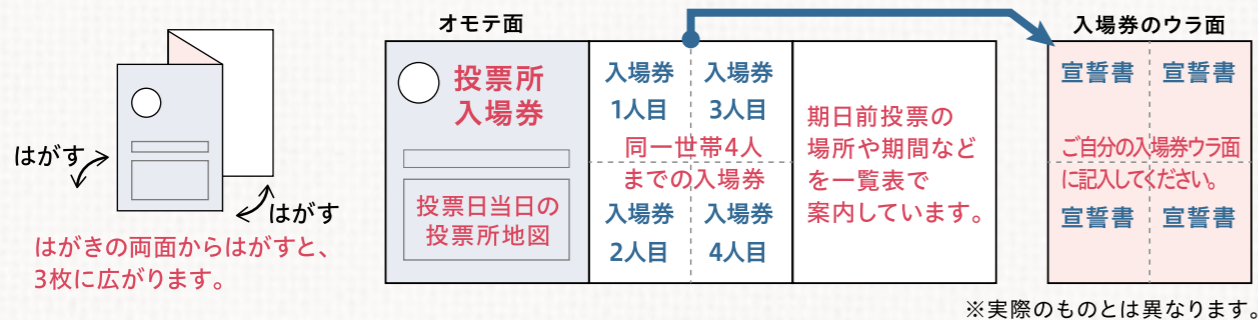 はがす
はがす
はがきの両面からはがすと、
3枚に広がります。
オモテ面
投票所
入場券
投票日当日の
投票所地図
入場券
1人目
入場券
3人目
同一世帯4人
までの入場券
入場券
2人目
入場券
4人目
期日前投票の
場所や期間など
を一覧表で
案内しています。
入場券のウラ面
宣誓書
宣誓書
ご自分の入場券ウラ面
に記入してください。
宣誓書
宣誓書
※実際のものとは異なります。